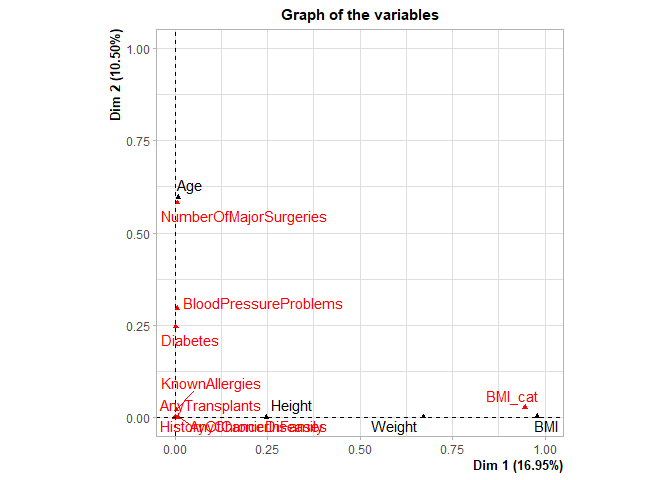 Graph of the variables
Dim 2 (10.50%)
1.00
0.75
0.50
0.25
0.00
Age
NumberOfMajorSurgeries
BloodPressureProblems
Diabetes
KnownAllergies
AnyTransplants
Height
BMI_cat
Weight
BMI
0.00
0.25
0.50
0.75
1.00
Dim 1 (16.95%)